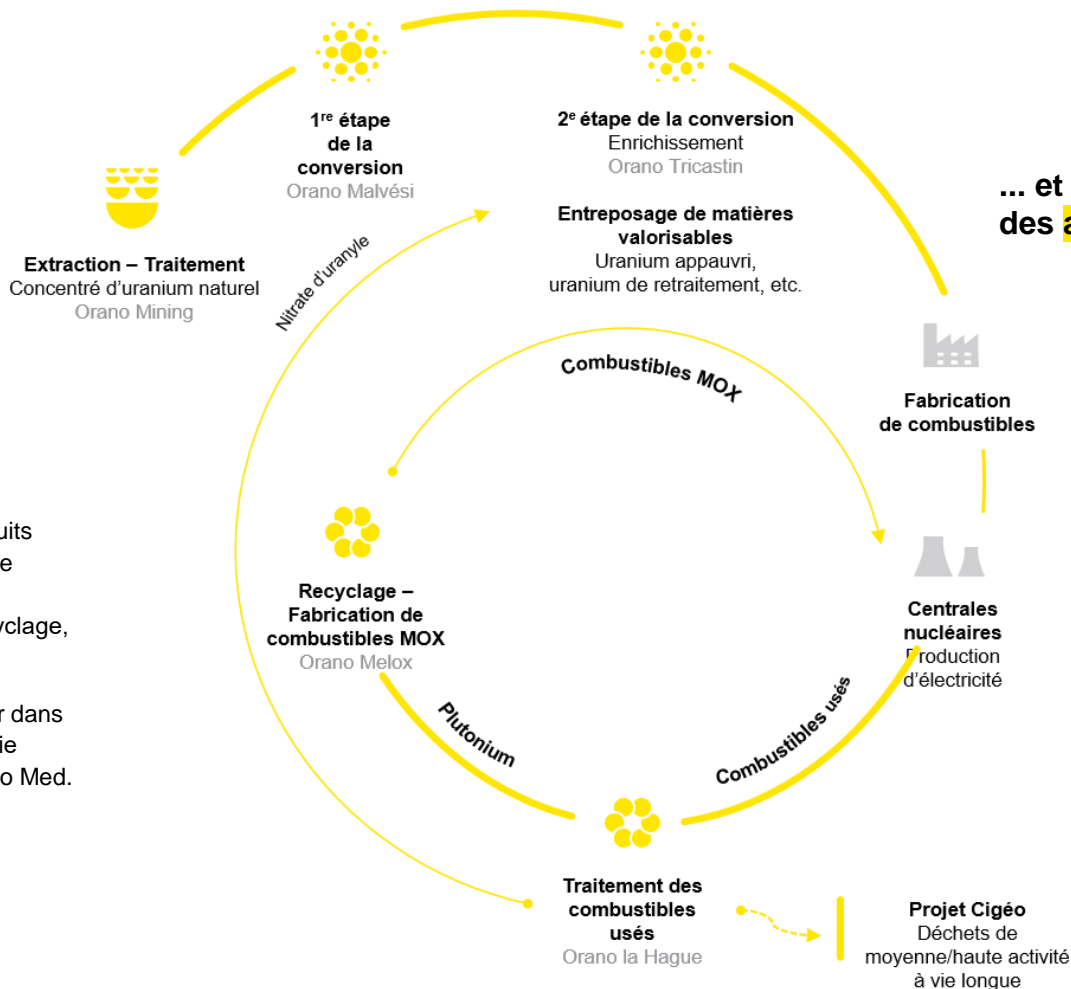 1re étape
de la
conversion
Orano Malvési
2e étape de la conversion
Enrichissement
Orano Tricastin
Entreposage de matières
valorisables
Uranium appauvri,
uranium de retraitement, etc.
... et
des a
Extraction – Traitement
Concentré d'uranium naturel
Orano Mining
Nitrate d'uranyle
Combustibles MOX
Fabrication
de combustibles
uits
e
yclage,
r dans
ie
o Med.
Recyclage –
Fabrication de
combustibles MOX
Orano Melox
Centrales
nucléaires
Production
d'électricité
Plutonium
Combustibles usés
Traitement des
combustibles
usés
Orano la Hague
Projet Cigéo
Déchets de
moyenne/haute activité
à vie longue